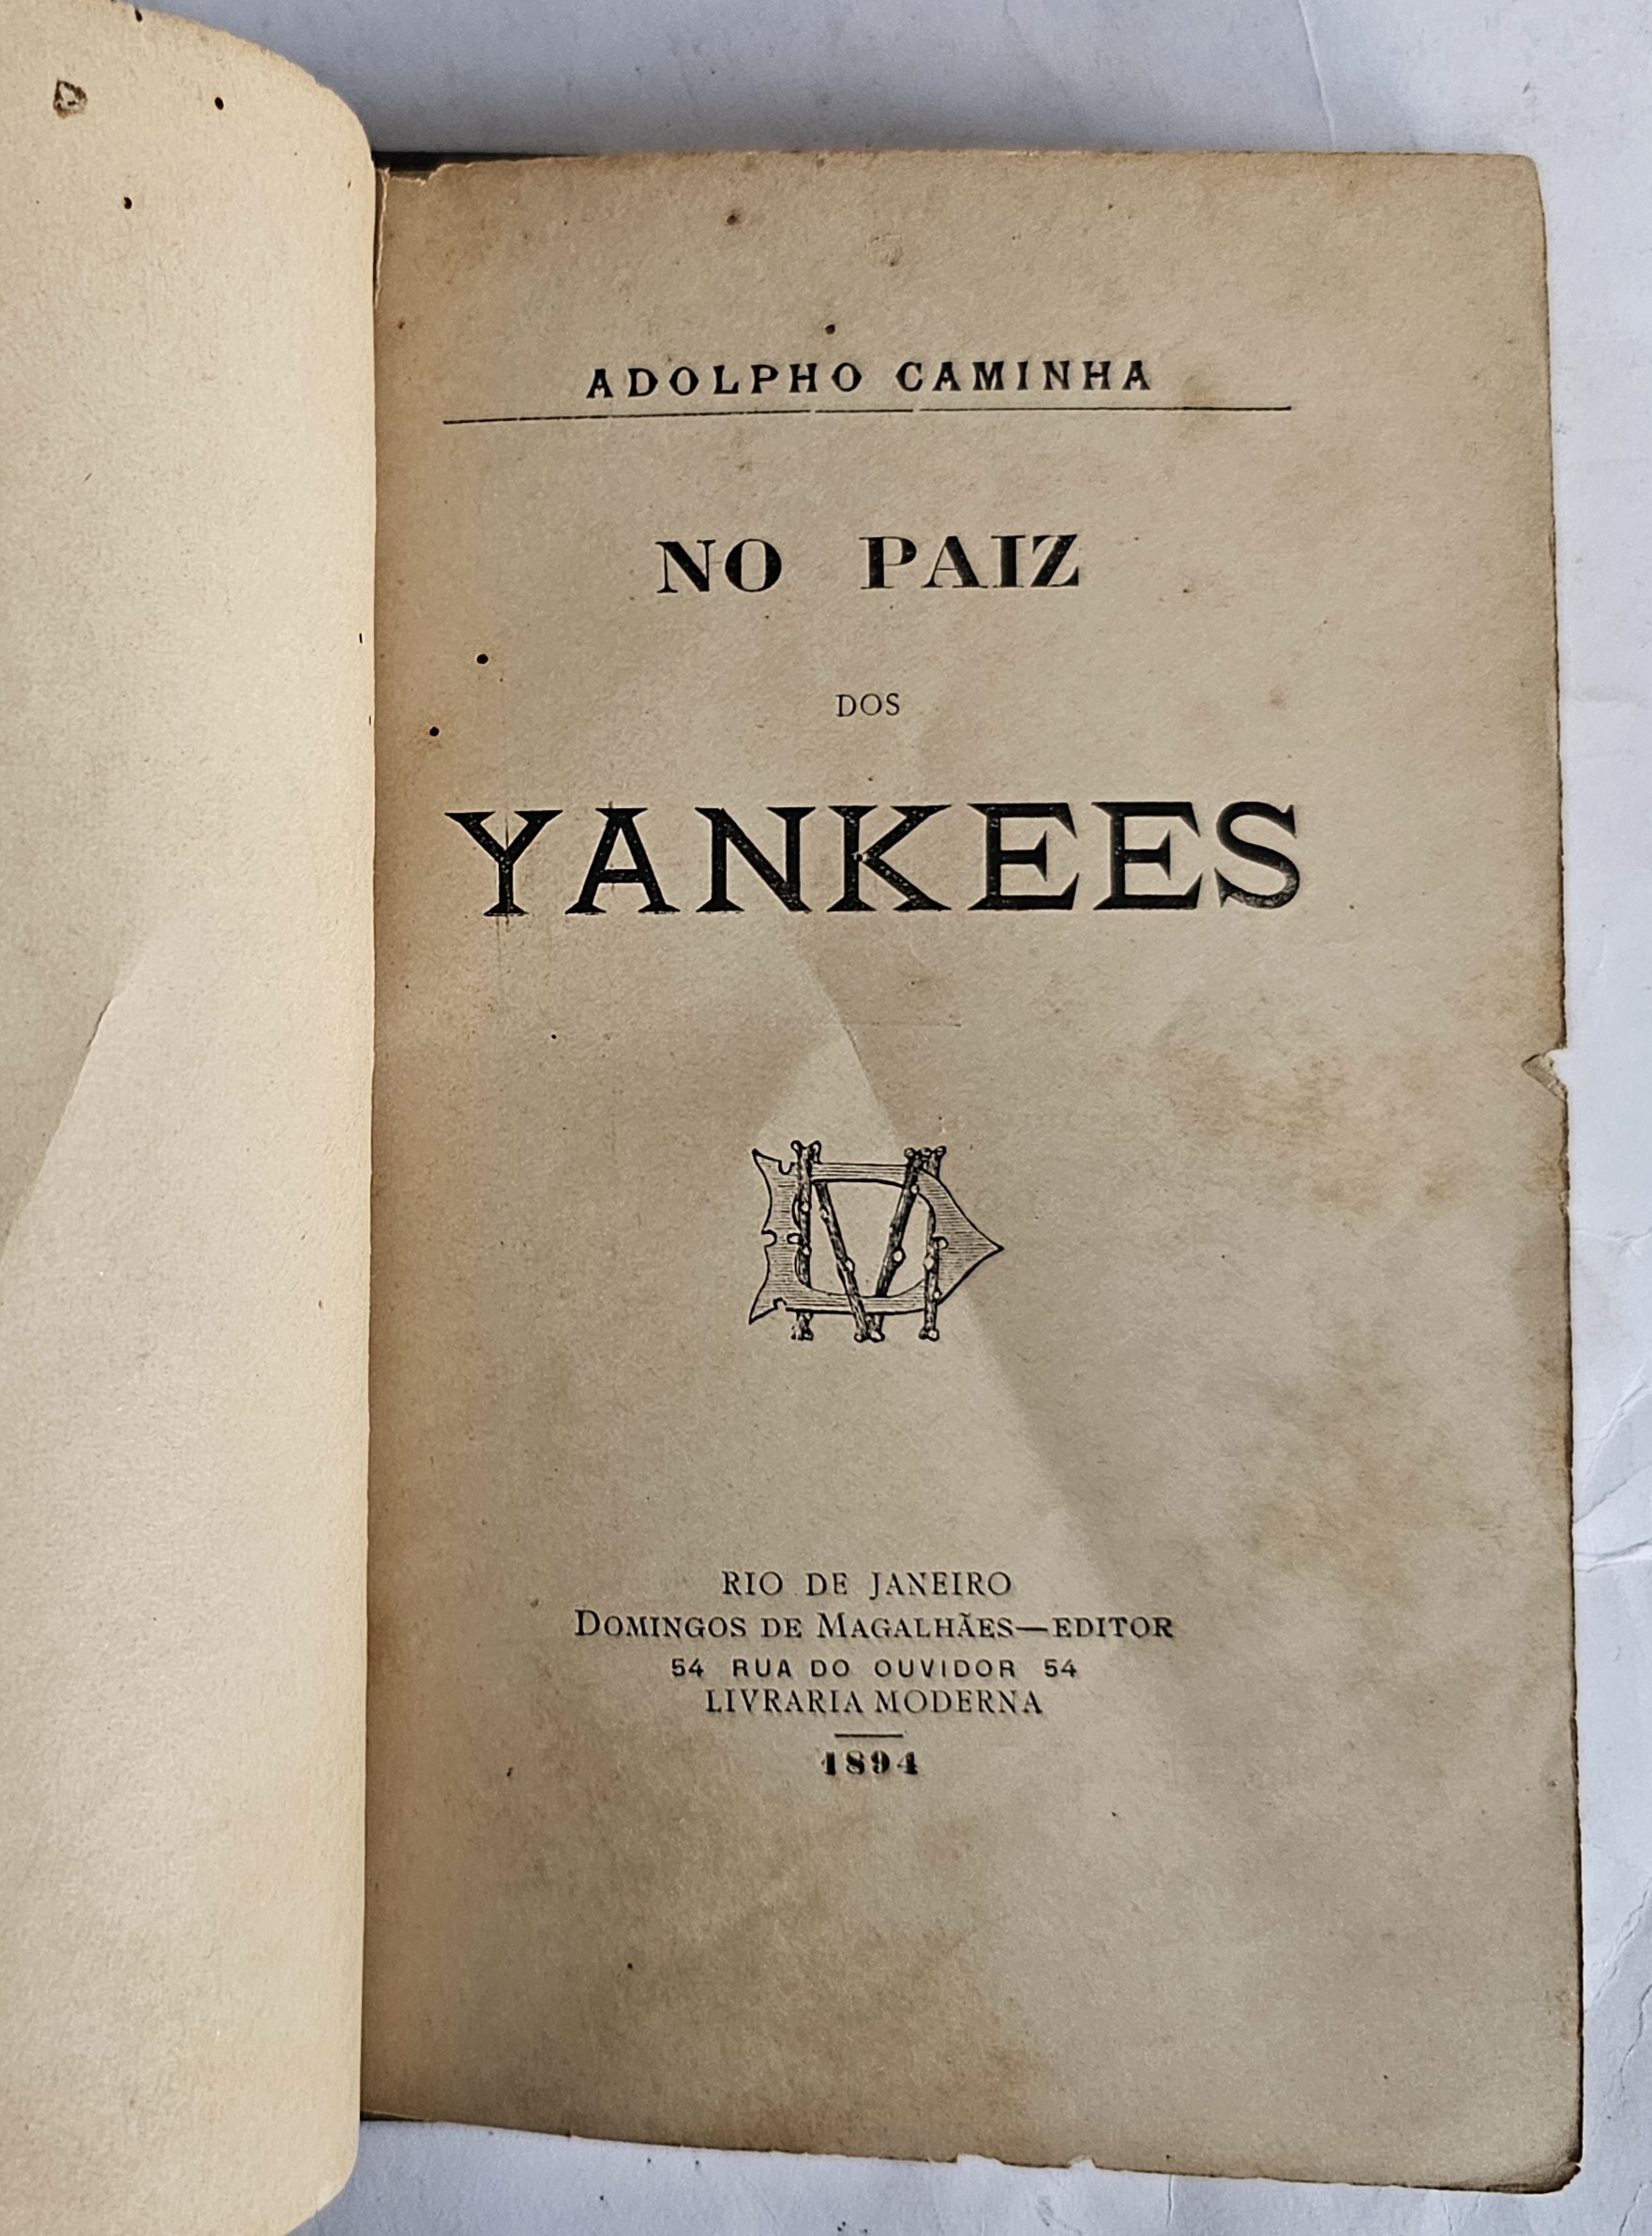 ADOLPHO CAMINHA
NO PAIZ
DOS
YANKEES
DM
RIO DE JANEIRO
DOMINGOS DE MAGALHÃES—EDITOR
54 RUA DO OUVIDOR 54
LIVRARIA MODERNA
1894